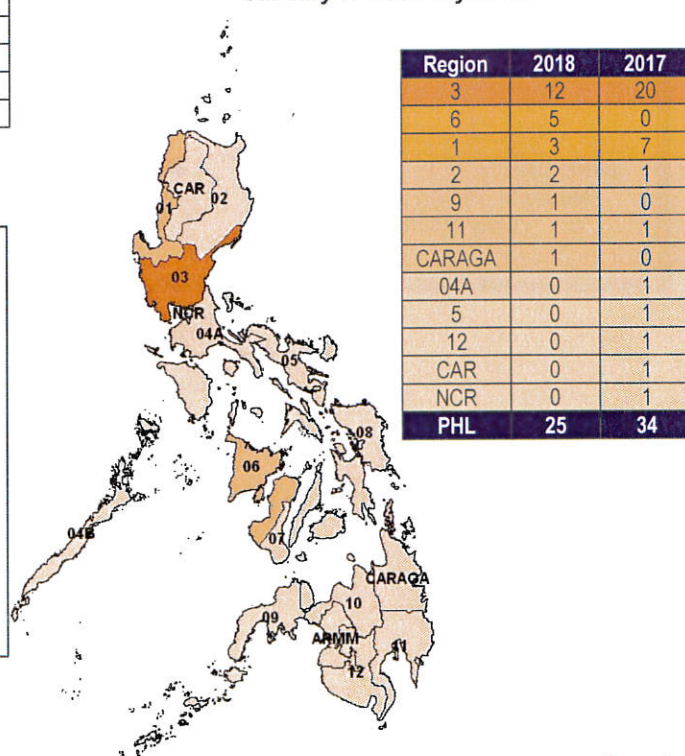 Region 2018 2017
3 12 20
6 5 0
1 3 7
2 2 1
9 1 0
11 1 1
CARAGA 1 0
04A 0 1
5 0 1
12 0 1
CAR 0 1
NCR 0 1
PHL 25 34
CAR
02
01
03
NCR
04A
05
08
06
04B
07
CARAGA
10
09
ARMM
11
12